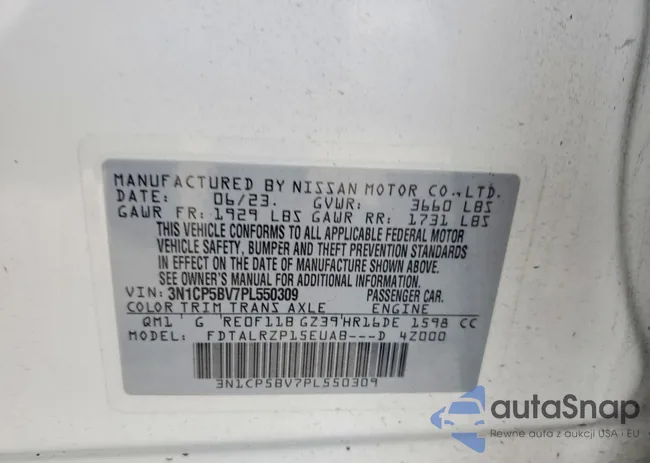 MANUFACTURED BY NISSAN MOTOR CO., LTD.
DATE: 06/23. GVWR: 3660 LBS
GAWR FR: 1929 LBS GAWR RR: 1731 LBS
THIS VEHICLE CONFORMS TO ALL APPLICABLE FEDERAL MOTOR
VEHICLE SAFETY, BUMPER AND THEFT PREVENTION STANDARDS
IN EFFECT ON THE DATE OF MANUFACTURE SHOWN ABOVE.
SEE OWNER'S MANUAL FOR ADDITIONAL INFORMATION.
VIN: 3N1CP5BV7PL550309 PASSENGER CAR.
COLOR TRIM TRANS AXLE ENGINE
QM1 G RE0F11B GZ39 HR16DE 1598 CC
MODEL: FDTALRZP15EUAB---D 42000
3N1CP5BV7PL550309
autaSnap
Rewne auta z aukcji USA · EU